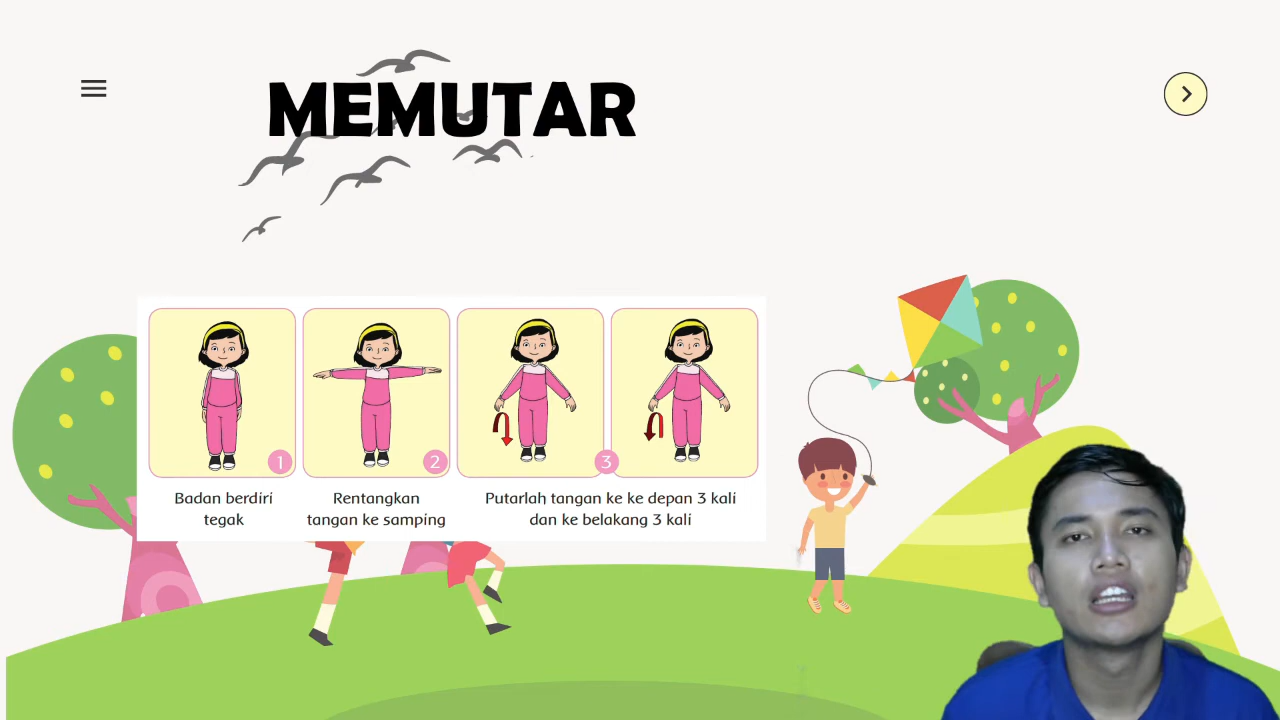 MEMUTAR
1
2
3
Badan berdiri
tegak
Rentangkan
tangan ke samping
Putarlah tangan ke ke depan 3 kali
dan ke belakang 3 kali